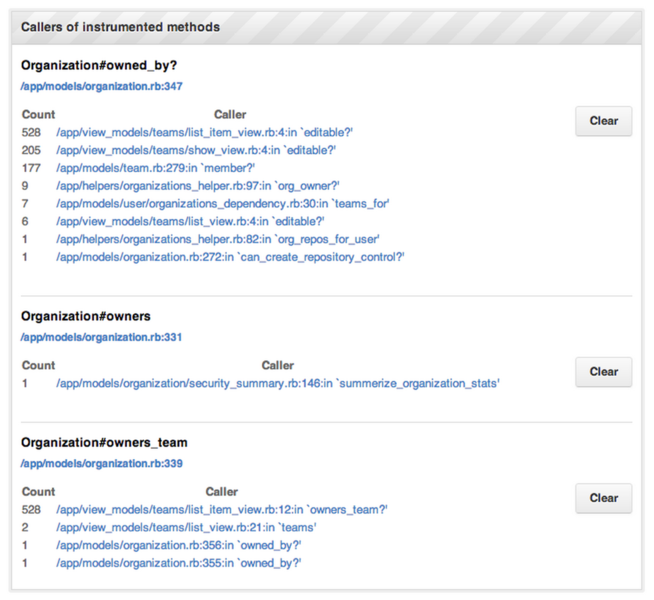 Callers of instrumented methods
Organization#owned_by?
/app/models/organization.rb:347
Count Caller
Clear
528 /app/view_models/teams/list_item_view.rb:4:in `editable?'
205 /app/view_models/teams/show_view.rb:4:in `editable?'
177 /app/models/team.rb:279:in `member?'
9 /app/helpers/organizations_helper.rb:97:in `org_owner?'
7 /app/models/user/organizations_dependency.rb:30:in `teams_for'
6 /app/view_models/teams/list_view.rb:4:in `editable?'
1 /app/helpers/organizations_helper.rb:82:in `org_repos_for_user'
1 /app/models/organization.rb:272:in `can_create_repository_control?'
Organization#owners
/app/models/organization.rb:331
Count Caller
Clear
1 /app/models/organization/security_summary.rb:146:in `summerize_organization_stats'
Organization#owners_team
/app/models/organization.rb:339
Count Caller
Clear
528 /app/view_models/teams/list_item_view.rb:12:in `owners_team?'
2 /app/view_models/teams/list_view.rb:21:in `teams'
1 /app/models/organization.rb:356:in `owned_by?'
1 /app/models/organization.rb:355:in `owned_by?'